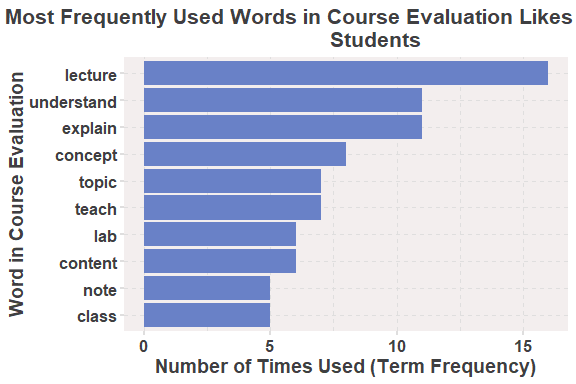 Most Frequently Used Words in Course Evaluation Likes
Students
Word in Course Evaluation
lecture
understand
explain
concept
topic
teach
lab
content
note
class
0 5 10 15
Number of Times Used (Term Frequency)